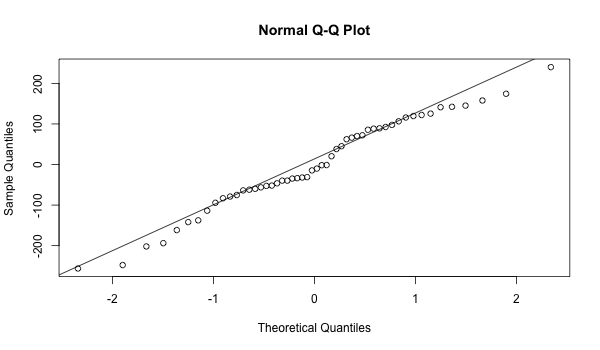 Normal Q-Q Plot
Sample Quantiles
200
100
0
-100
-200
-2 -1 0 1 2
Theoretical Quantiles